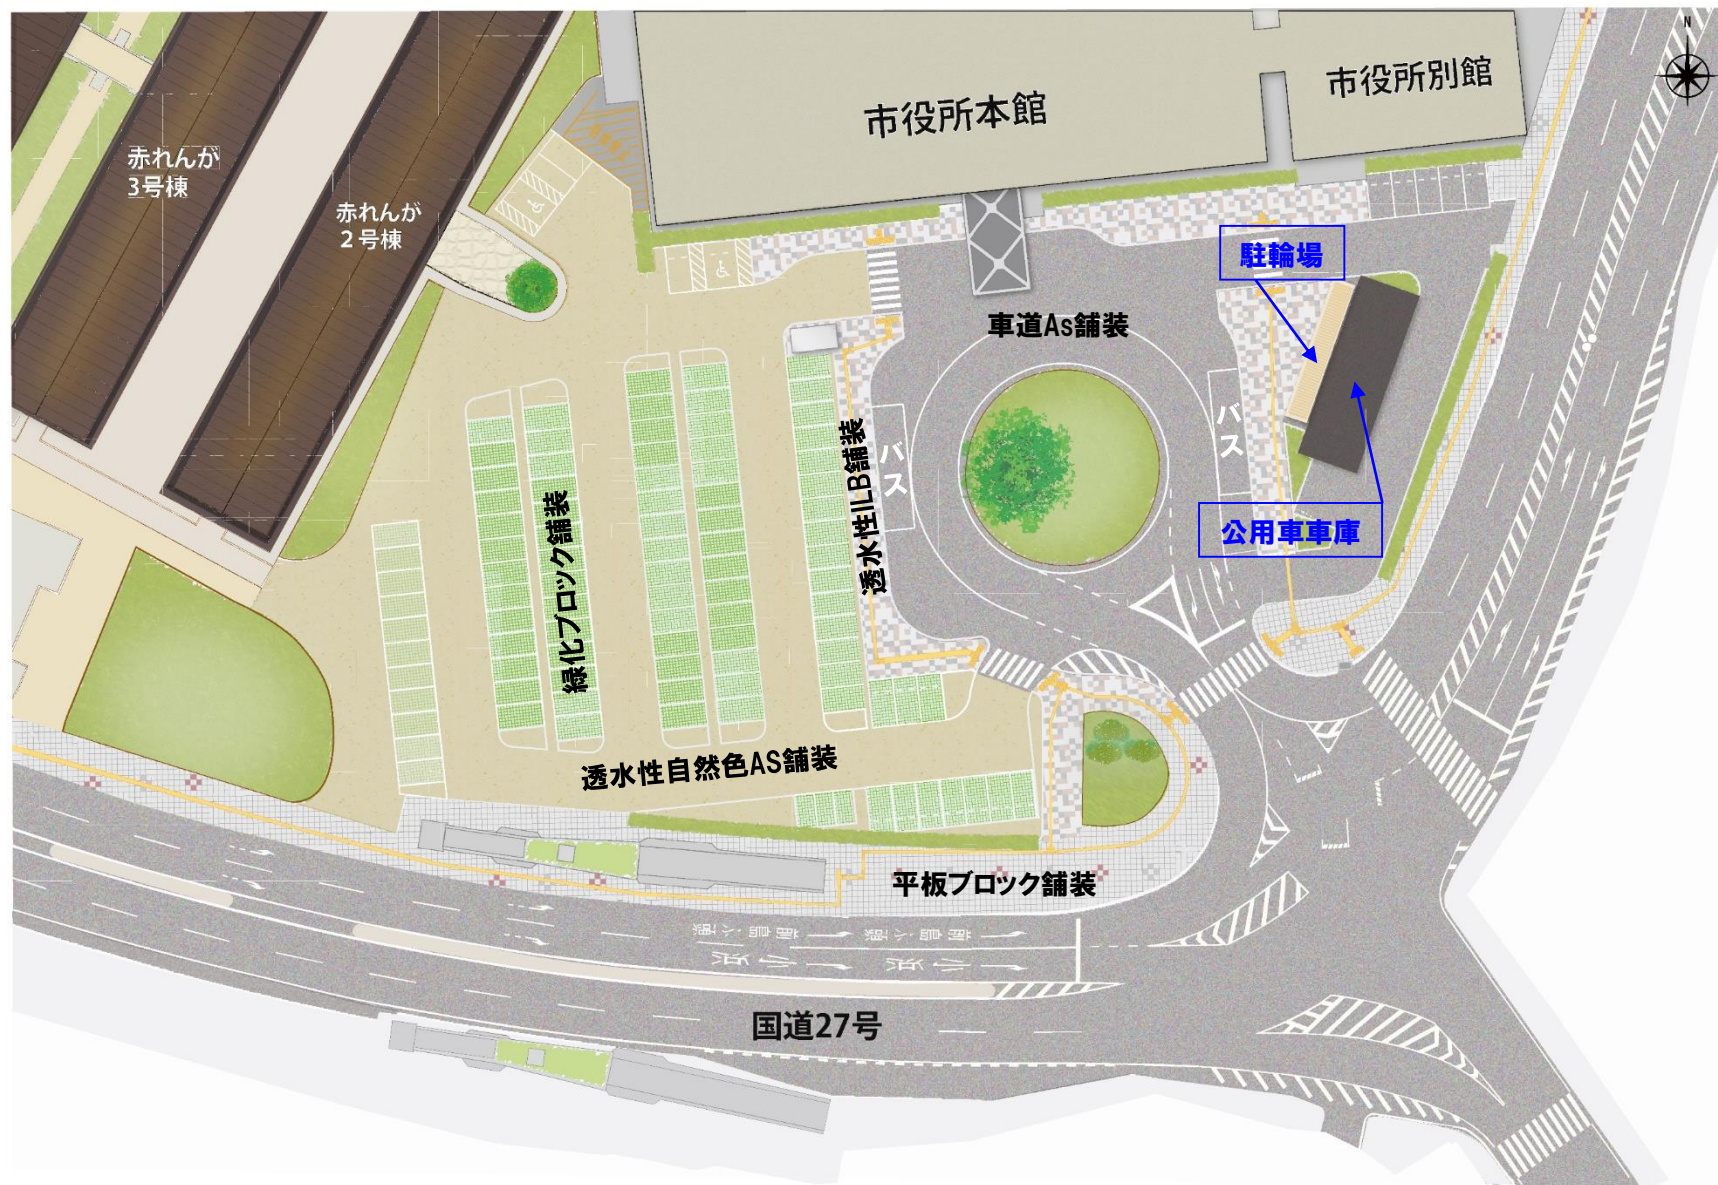 N
市役所本館
市役所別館
赤れんが
3号棟
赤れんが
2号棟
駐輪場
車道As舗装
バス
バス
透水性ILB舗装
緑化ブロック舗装
公用車車庫
透水性自然色AS舗装
平板ブロック舗装
国道27号